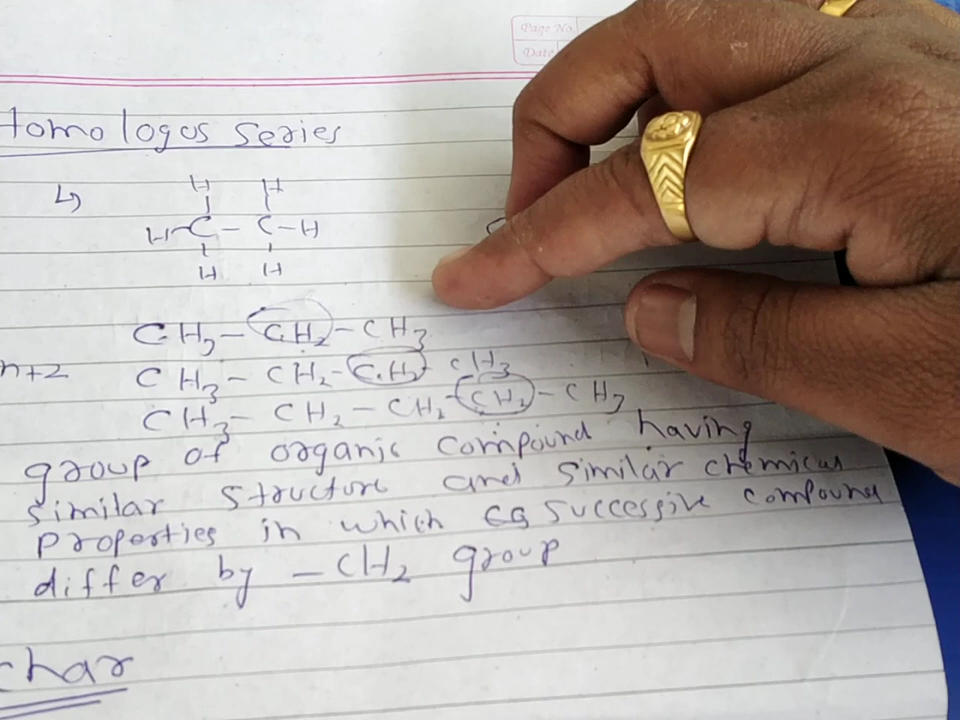 Page No.
Date
Homologus series
↳ H H
H-C-C-H
H H
CH3-CH2-CH3
n+2 CH3-CH2-CH2-CH3
CH3-CH2-CH2-CH2-CH3
group of organic compound having
similar structure and similar chemical
properties in which successive compound
differ by -CH2 group
char